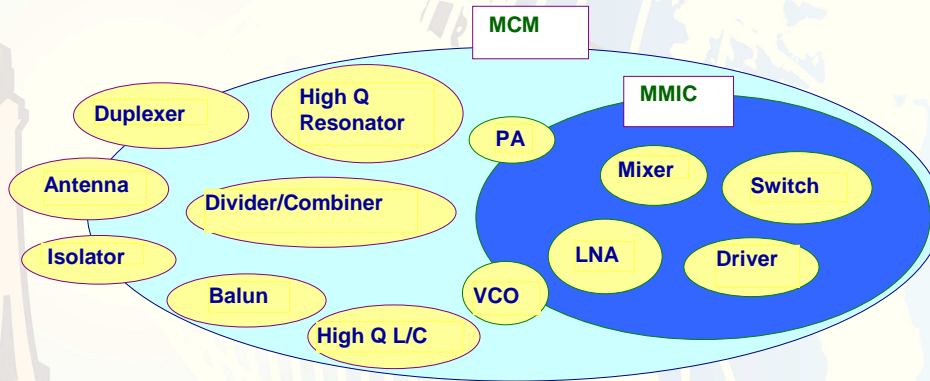 MCM
MMIC
Duplexer
High Q
Resonator
PA
Mixer
Switch
Antenna
Divider/Combiner
Isolator
LNA
Driver
Balun
VCO
High Q L/C